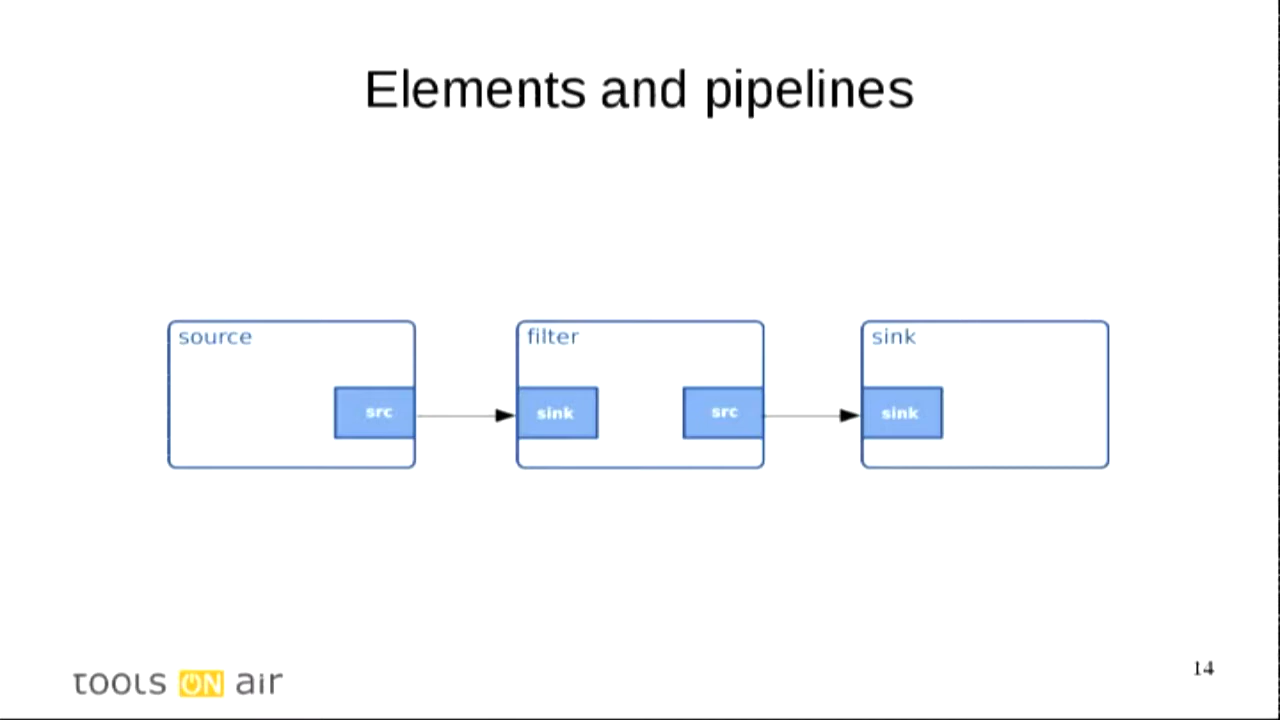 Elements and pipelines
source
filter
sink
src
sink
src
sink
TOOLS ON aIr
14